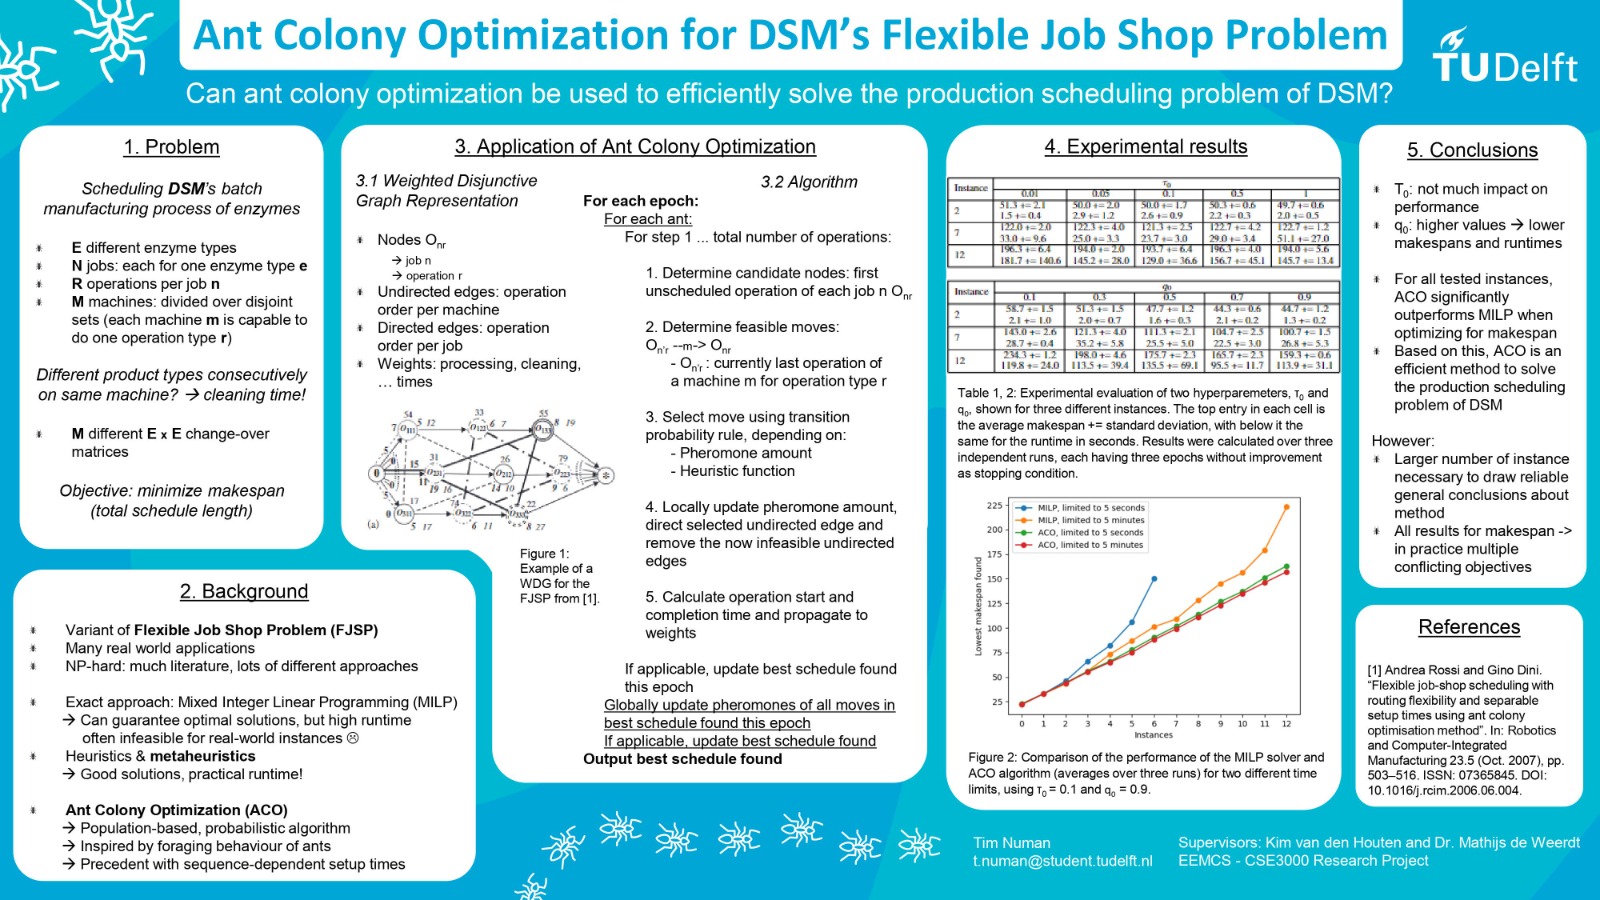 Ant Colony Optimization for DSM’s Flexible Job Shop Problem
TUDelft
Can ant colony optimization be used to efficiently solve the production scheduling problem of DSM?
1. Problem
Scheduling DSM’s batch
manufacturing process of enzymes
E different enzyme types
N jobs: each for one enzyme type e
R operations per job n
M machines: divided over disjoint
sets (each machine m is capable to
do one operation type r)
Different product types consecutively
on same machine? → cleaning time!
M different E x E change-over
matrices
Objective: minimize makespan
(total schedule length)
2. Background
Variant of Flexible Job Shop Problem (FJSP)
Many real world applications
NP-hard: much literature, lots of different approaches
Exact approach: Mixed Integer Linear Programming (MILP)
→ Can guarantee optimal solutions, but high runtime
often infeasible for real-world instances ☹
Heuristics & metaheuristics
→ Good solutions, practical runtime!
Ant Colony Optimization (ACO)
→ Population-based, probabilistic algorithm
→ Inspired by foraging behaviour of ants
→ Precedent with sequence-dependent setup times
3. Application of Ant Colony Optimization
3.1 Weighted Disjunctive
Graph Representation
Nodes Onr
→ job n
→ operation r
Undirected edges: operation
order per machine
Directed edges: operation
order per job
Weights: processing, cleaning,
… times
(a)
Figure 1:
Example of a
WDG for the
FJSP from [1].
3.2 Algorithm
For each epoch:
For each ant:
For step 1 ... total number of operations:
1. Determine candidate nodes: first
unscheduled operation of each job n Onr
2. Determine feasible moves:
On'r --m-> Onr
- On'r : currently last operation of
a machine m for operation type r
3. Select move using transition
probability rule, depending on:
- Pheromone amount
- Heuristic function
4. Locally update pheromone amount,
direct selected undirected edge and
remove the now infeasible undirected
edges
5. Calculate operation start and
completion time and propagate to
weights
If applicable, update best schedule found
this epoch
Globally update pheromones of all moves in
best schedule found this epoch
If applicable, update best schedule found
Output best schedule found
4. Experimental results
Instance τ0
0.01 0.05 0.1 0.5 1
2 51.3 += 2.1 50.0 += 2.0 50.0 += 1.7 50.3 += 0.6 49.7 += 0.6
1.5 += 0.4 2.9 += 1.2 2.6 += 0.9 2.2 += 0.3 2.0 += 0.5
7 122.0 += 2.0 122.3 += 4.0 121.3 += 2.5 122.7 += 4.2 122.7 += 1.2
33.0 += 9.6 25.0 += 3.3 23.7 += 3.0 29.0 += 3.4 51.1 += 27.0
12 196.3 += 6.4 194.0 += 2.0 193.7 += 6.4 196.3 += 4.0 194.0 += 5.6
181.7 += 140.6 145.2 += 28.0 129.0 += 36.6 156.7 += 45.1 145.7 += 13.4
Instance q0
0.1 0.3 0.5 0.7 0.9
2 58.7 += 1.5 51.3 += 1.5 47.7 += 1.2 44.3 += 0.6 44.7 += 1.2
2.1 += 1.0 2.0 += 0.7 1.6 += 0.3 2.1 += 0.2 1.3 += 0.2
7 143.0 += 2.6 121.3 += 4.0 111.3 += 2.1 104.7 += 2.5 100.7 += 1.5
28.7 += 0.4 35.2 += 5.8 25.5 += 5.0 22.5 += 3.0 26.8 += 5.3
12 234.3 += 1.2 198.0 += 4.6 175.7 += 2.3 165.7 += 2.3 159.3 += 0.6
119.8 += 24.0 113.5 += 39.4 135.5 += 69.1 95.5 += 11.7 113.9 += 31.1
Table 1, 2: Experimental evaluation of two hyperparemeters, τ0 and
q0, shown for three different instances. The top entry in each cell is
the average makespan += standard deviation, with below it the
same for the runtime in seconds. Results were calculated over three
independent runs, each having three epochs without improvement
as stopping condition.
MILP, limited to 5 seconds
MILP, limited to 5 minutes
ACO, limited to 5 seconds
ACO, limited to 5 minutes
Lowest makespan found
225
200
175
150
125
100
75
50
25
0 1 2 3 4 5 6 7 8 9 10 11 12
Instances
Figure 2: Comparison of the performance of the MILP solver and
ACO algorithm (averages over three runs) for two different time
limits, using τ0 = 0.1 and q0 = 0.9.
5. Conclusions
T0: not much impact on
performance
q0: higher values → lower
makespans and runtimes
For all tested instances,
ACO significantly
outperforms MILP when
optimizing for makespan
Based on this, ACO is an
efficient method to solve
the production scheduling
problem of DSM
However:
Larger number of instance
necessary to draw reliable
general conclusions about
method
All results for makespan ->
in practice multiple
conflicting objectives
References
[1] Andrea Rossi and Gino Dini.
“Flexible job-shop scheduling with
routing flexibility and separable
setup times using ant colony
optimisation method”. In: Robotics
and Computer-Integrated
Manufacturing 23.5 (Oct. 2007), pp.
503–516. ISSN: 07365845. DOI:
10.1016/j.rcim.2006.06.004.
Tim Numan
t.numan@student.tudelft.nl
Supervisors: Kim van den Houten and Dr. Mathijs de Weerdt
EEMCS - CSE3000 Research Project